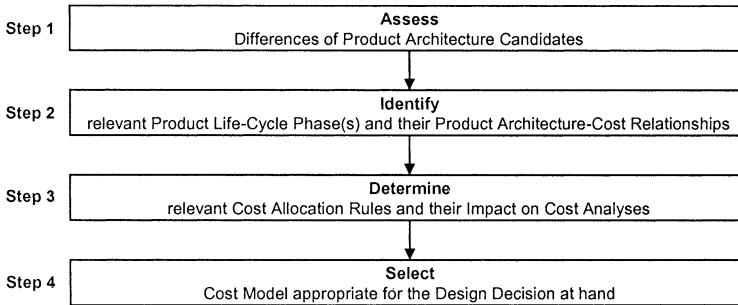 Step 1
Assess
Differences of Product Architecture Candidates
Step 2
Identify
relevant Product Life-Cycle Phase(s) and their Product Architecture-Cost Relationships
Step 3
Determine
relevant Cost Allocation Rules and their Impact on Cost Analyses
Step 4
Select
Cost Model appropriate for the Design Decision at hand